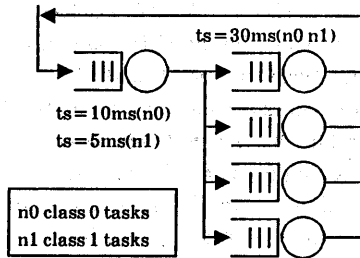 ts=30ms(n0 n1)
ts=10ms(n0)
ts=5ms(n1)
n0 class 0 tasks
n1 class 1 tasks